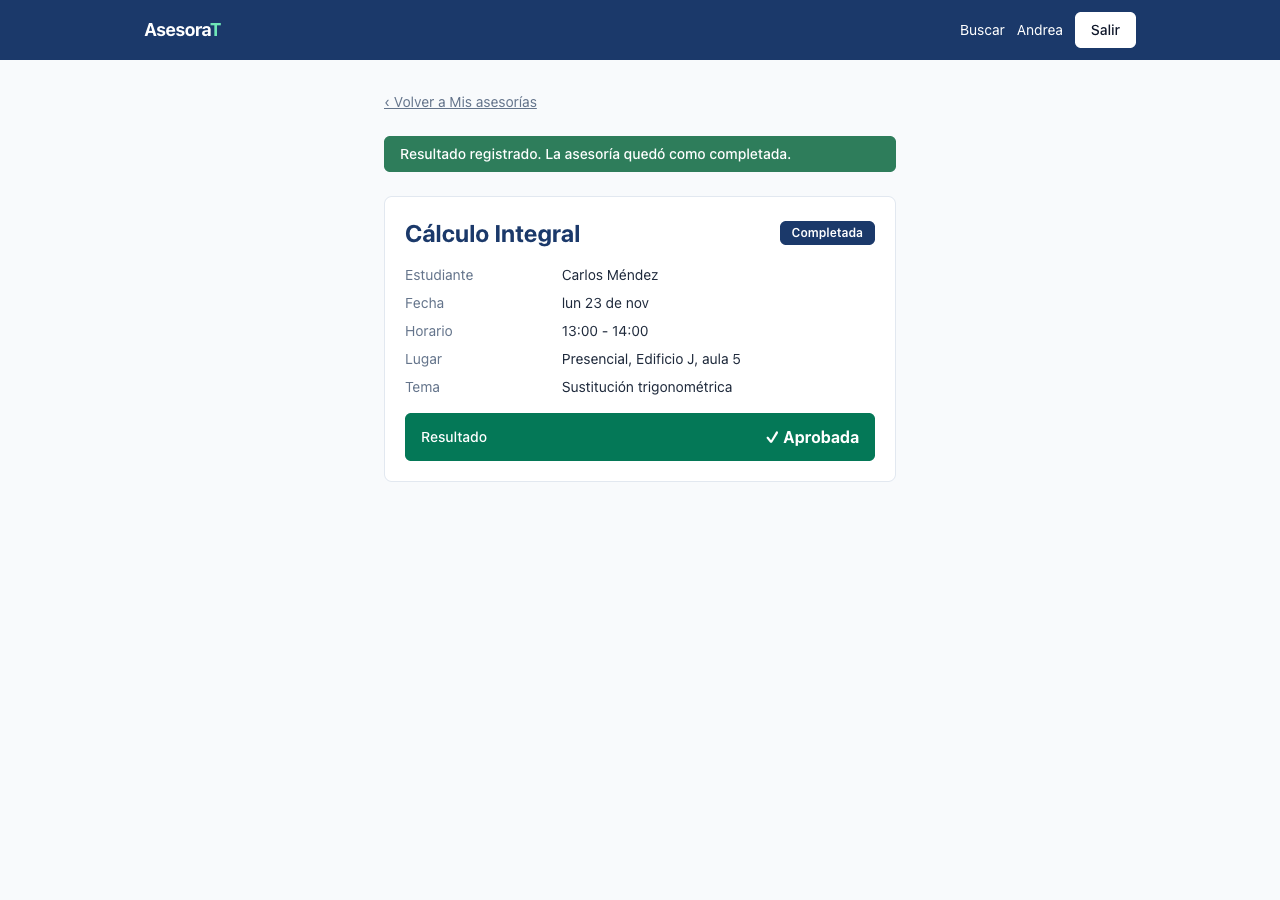 AsesoraT
Buscar Andrea Salir
‹ Volver a Mis asesorías
Resultado registrado. La asesoría quedó como completada.
Cálculo Integral Completada
Estudiante Carlos Méndez
Fecha lun 23 de nov
Horario 13:00 - 14:00
Lugar Presencial, Edificio J, aula 5
Tema Sustitución trigonométrica
Resultado ✓ Aprobada